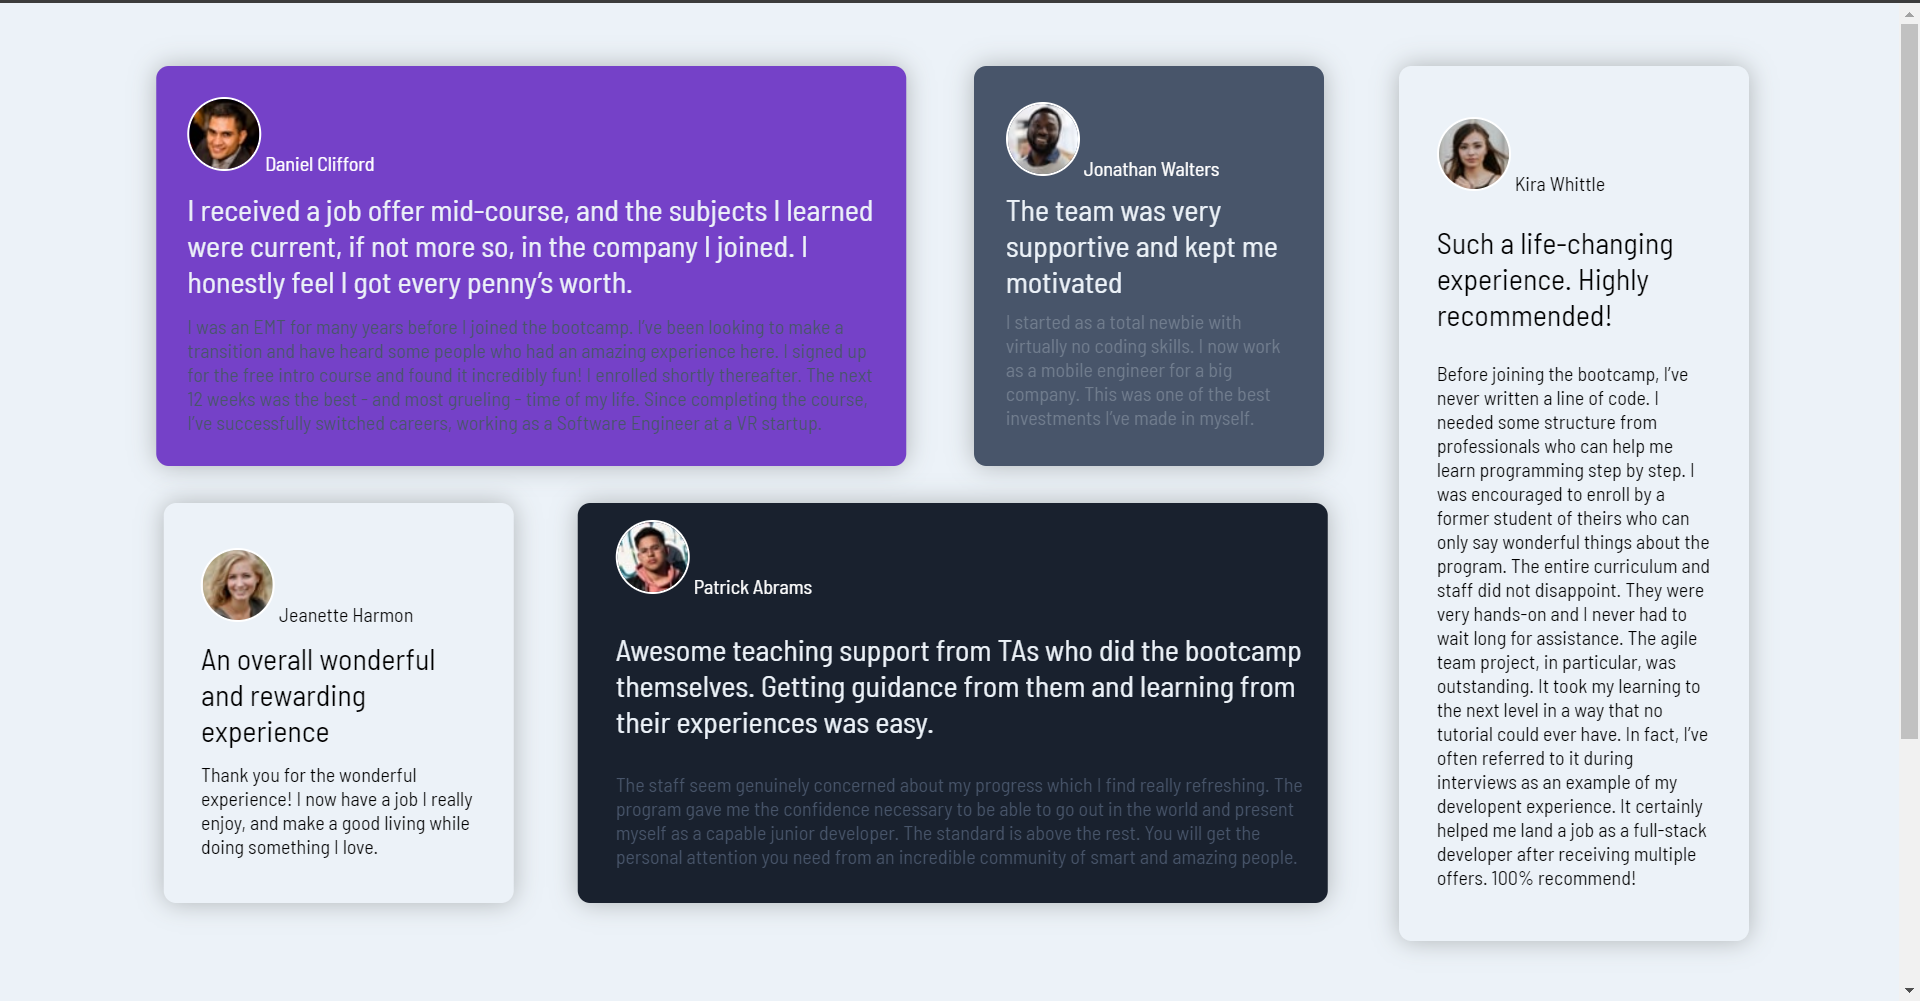 Daniel Clifford
I received a job offer mid-course, and the subjects I learned
were current, if not more so, in the company I joined. I
honestly feel I got every penny’s worth.
I was an EMT for many years before I joined the bootcamp. I’ve been looking to make a
transition and have heard some people who had an amazing experience here. I signed up
for the free intro course and found it incredibly fun! I enrolled shortly thereafter. The next
12 weeks was the best - and most grueling - time of my life. Since completing the course,
I’ve successfully switched careers, working as a Software Engineer at a VR startup.
Jonathan Walters
The team was very
supportive and kept me
motivated
I started as a total newbie with
virtually no coding skills. I now work
as a mobile engineer for a big
company. This was one of the best
investments I’ve made in myself.
Kira Whittle
Such a life-changing
experience. Highly
recommended!
Before joining the bootcamp, I’ve
never written a line of code. I
needed some structure from
professionals who can help me
learn programming step by step. I
was encouraged to enroll by a
former student of theirs who can
only say wonderful things about the
program. The entire curriculum and
staff did not disappoint. They were
very hands-on and I never had to
wait long for assistance. The agile
team project, in particular, was
outstanding. It took my learning to
the next level in a way that no
tutorial could ever have. In fact, I’ve
often referred to it during
interviews as an example of my
developent experience. It certainly
helped me land a job as a full-stack
developer after receiving multiple
offers. 100% recommend!
Jeanette Harmon
An overall wonderful
and rewarding
experience
Thank you for the wonderful
experience! I now have a job I really
enjoy, and make a good living while
doing something I love.
Patrick Abrams
Awesome teaching support from TAs who did the bootcamp
themselves. Getting guidance from them and learning from
their experiences was easy.
The staff seem genuinely concerned about my progress which I find really refreshing. The
program gave me the confidence necessary to be able to go out in the world and present
myself as a capable junior developer. The standard is above the rest. You will get the
personal attention you need from an incredible community of smart and amazing people.